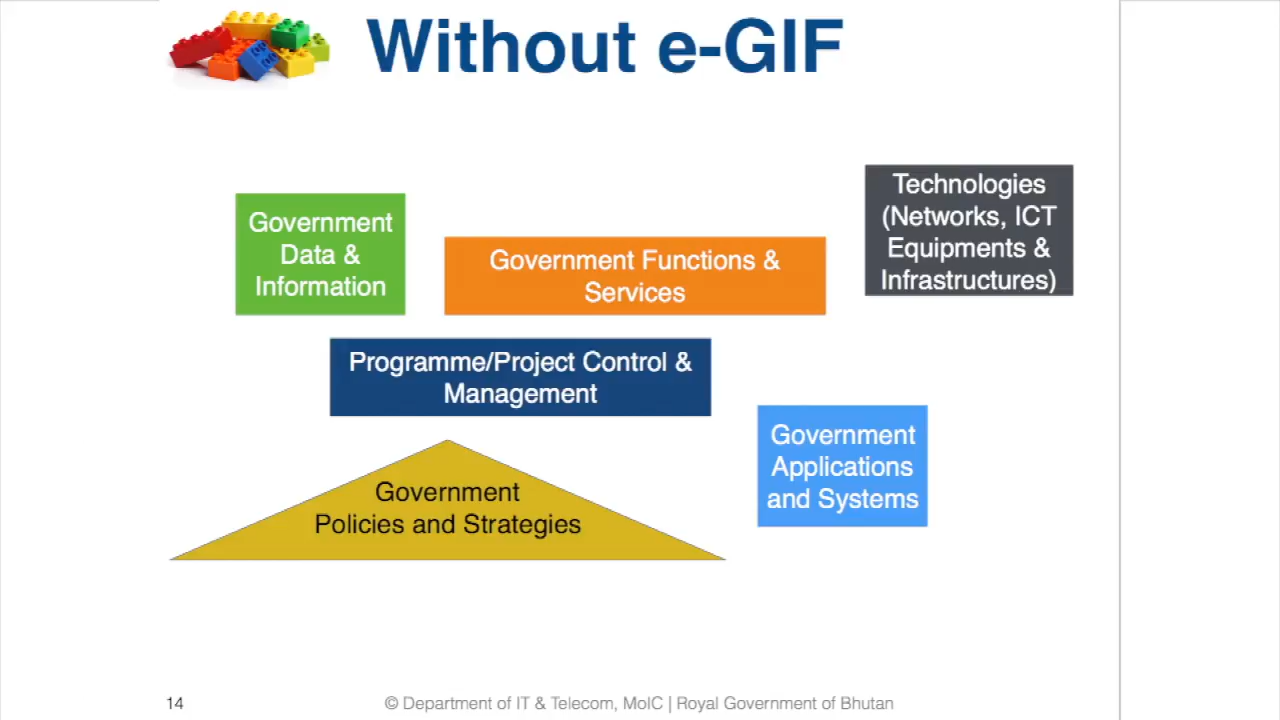 Without e-GIF
Government
Data &
Information
Government Functions &
Services
Technologies
(Networks, ICT
Equipments &
Infrastructures)
Programme/Project Control &
Management
Government
Applications
and Systems
Government
Policies and Strategies
14
© Department of IT & Telecom, MoIC | Royal Government of Bhutan